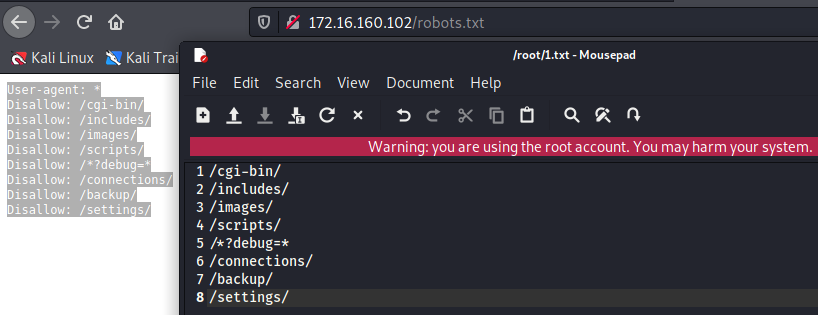 172.16.160.102/robots.txt
Kali Linux Kali Trai
User-agent: *
Disallow: /cgi-bin/
Disallow: /includes/
Disallow: /images/
Disallow: /scripts/
Disallow: /*?debug=*
Disallow: /connections/
Disallow: /backup/
Disallow: /settings/
/root/1.txt - Mousepad
File Edit Search View Document Help
Warning: you are using the root account. You may harm your system.
1 /cgi-bin/
2 /includes/
3 /images/
4 /scripts/
5 /*?debug=*
6 /connections/
7 /backup/
8 /settings/